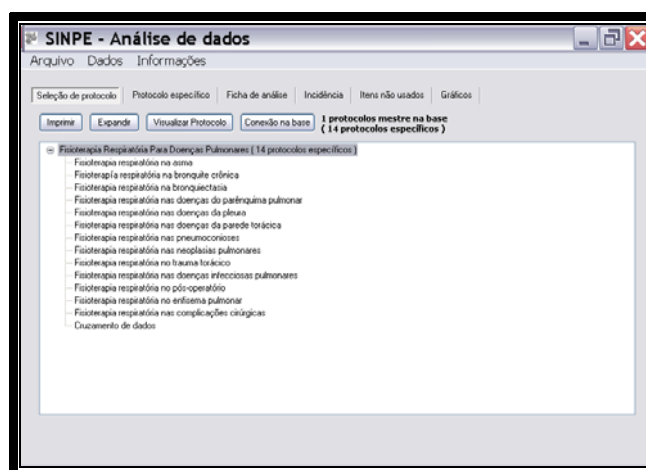 SINPE - Análise de dados
Arquivo Dados Informações
Seleção de protocolo Protocolo específico Ficha de análise Incidência Itens não usados Gráficos
Imprimir Expandir Visualizar Protocolo Conexão na base 1 protocolos mestre na base
( 14 protocolos específicos )
Fisioterapia Respiratória Para Doenças Pulmonares ( 14 protocolos específicos )
Fisioterapia respiratória na asma
Fisioterapía respiratória na bronquite crônica
Fisioterapia respiratória na bronquiectasia
Fisioterapia respiratória nas doenças do parênquima pulmonar
Fisioterapia respiratória nas doenças da pleura
Fisioterapia respiratória nas doenças da parede torácica
Fisioterapia respiratória nas pneumoconioses
Fisioterapia respiratória nas neoplasias pulmonares
Fisioterapia respiratória no trauma torácico
Fisioterapia respiratória nas doenças infecciosas pulmonares
Fisioterapia respiratória no pós-operatório
Fisioterapia respiratória no enfisema pulmonar
Fisioterapia respiratória nas complicações cirúrgicas
Cruzamento de dados